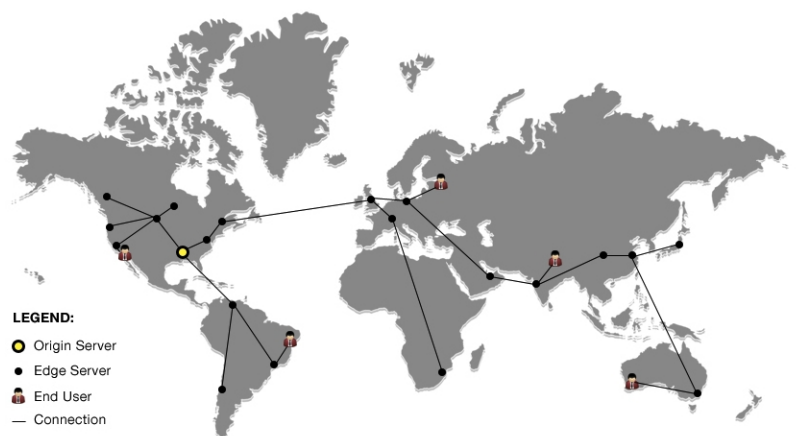 LEGEND:
Origin Server
Edge Server
End User
Connection